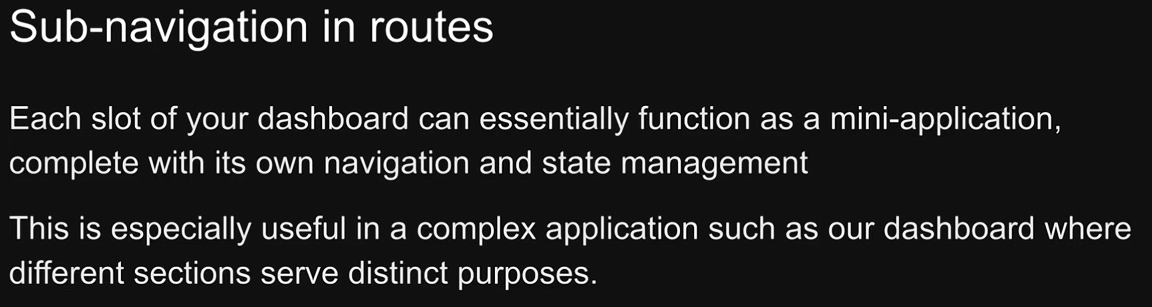 Sub-navigation in routes
Each slot of your dashboard can essentially function as a mini-application,
complete with its own navigation and state management
This is especially useful in a complex application such as our dashboard where
different sections serve distinct purposes.